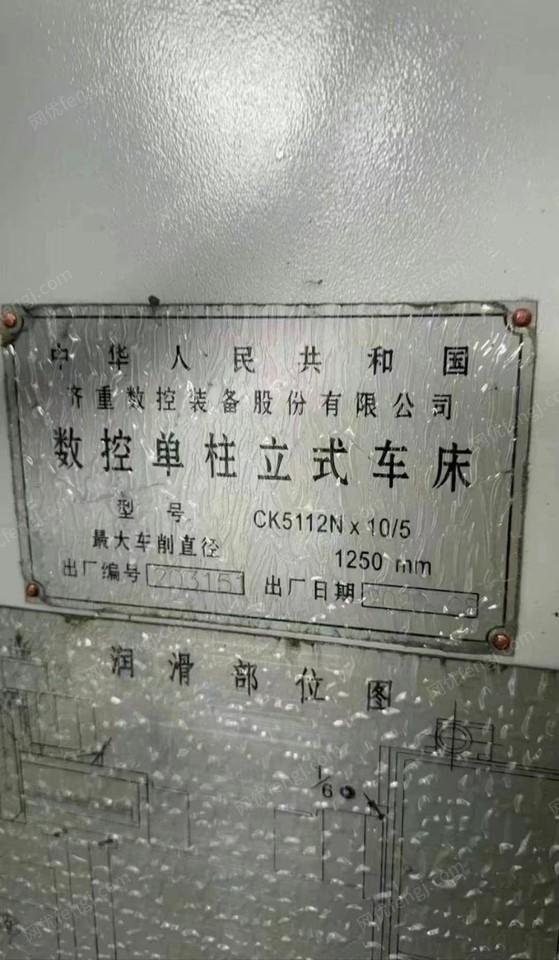 中华人民共和国
齐重数控装备股份有限公司
数控单柱立式车床
型号 CK5112N x 10/5
最大车削直径 1250 mm
出厂编号 203151 出厂日期
润滑部位图
1/6